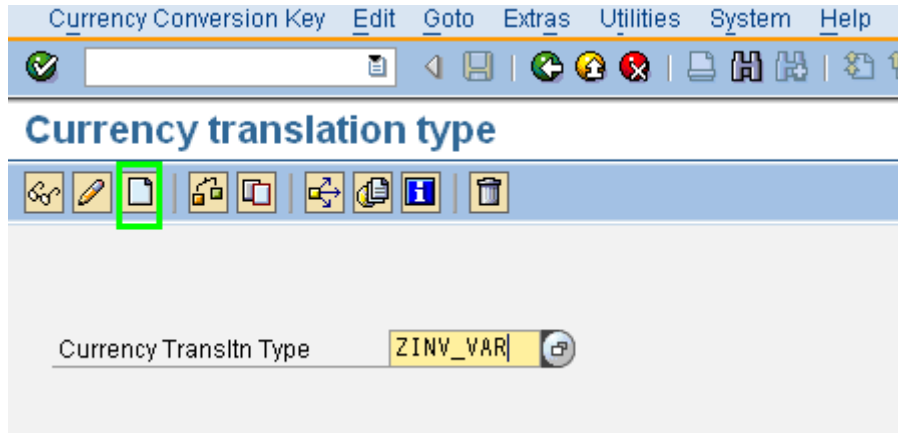 Currency Conversion Key Edit Goto Extras Utilities System Help
Currency translation type
Currency Transltn Type ZINV_VAR